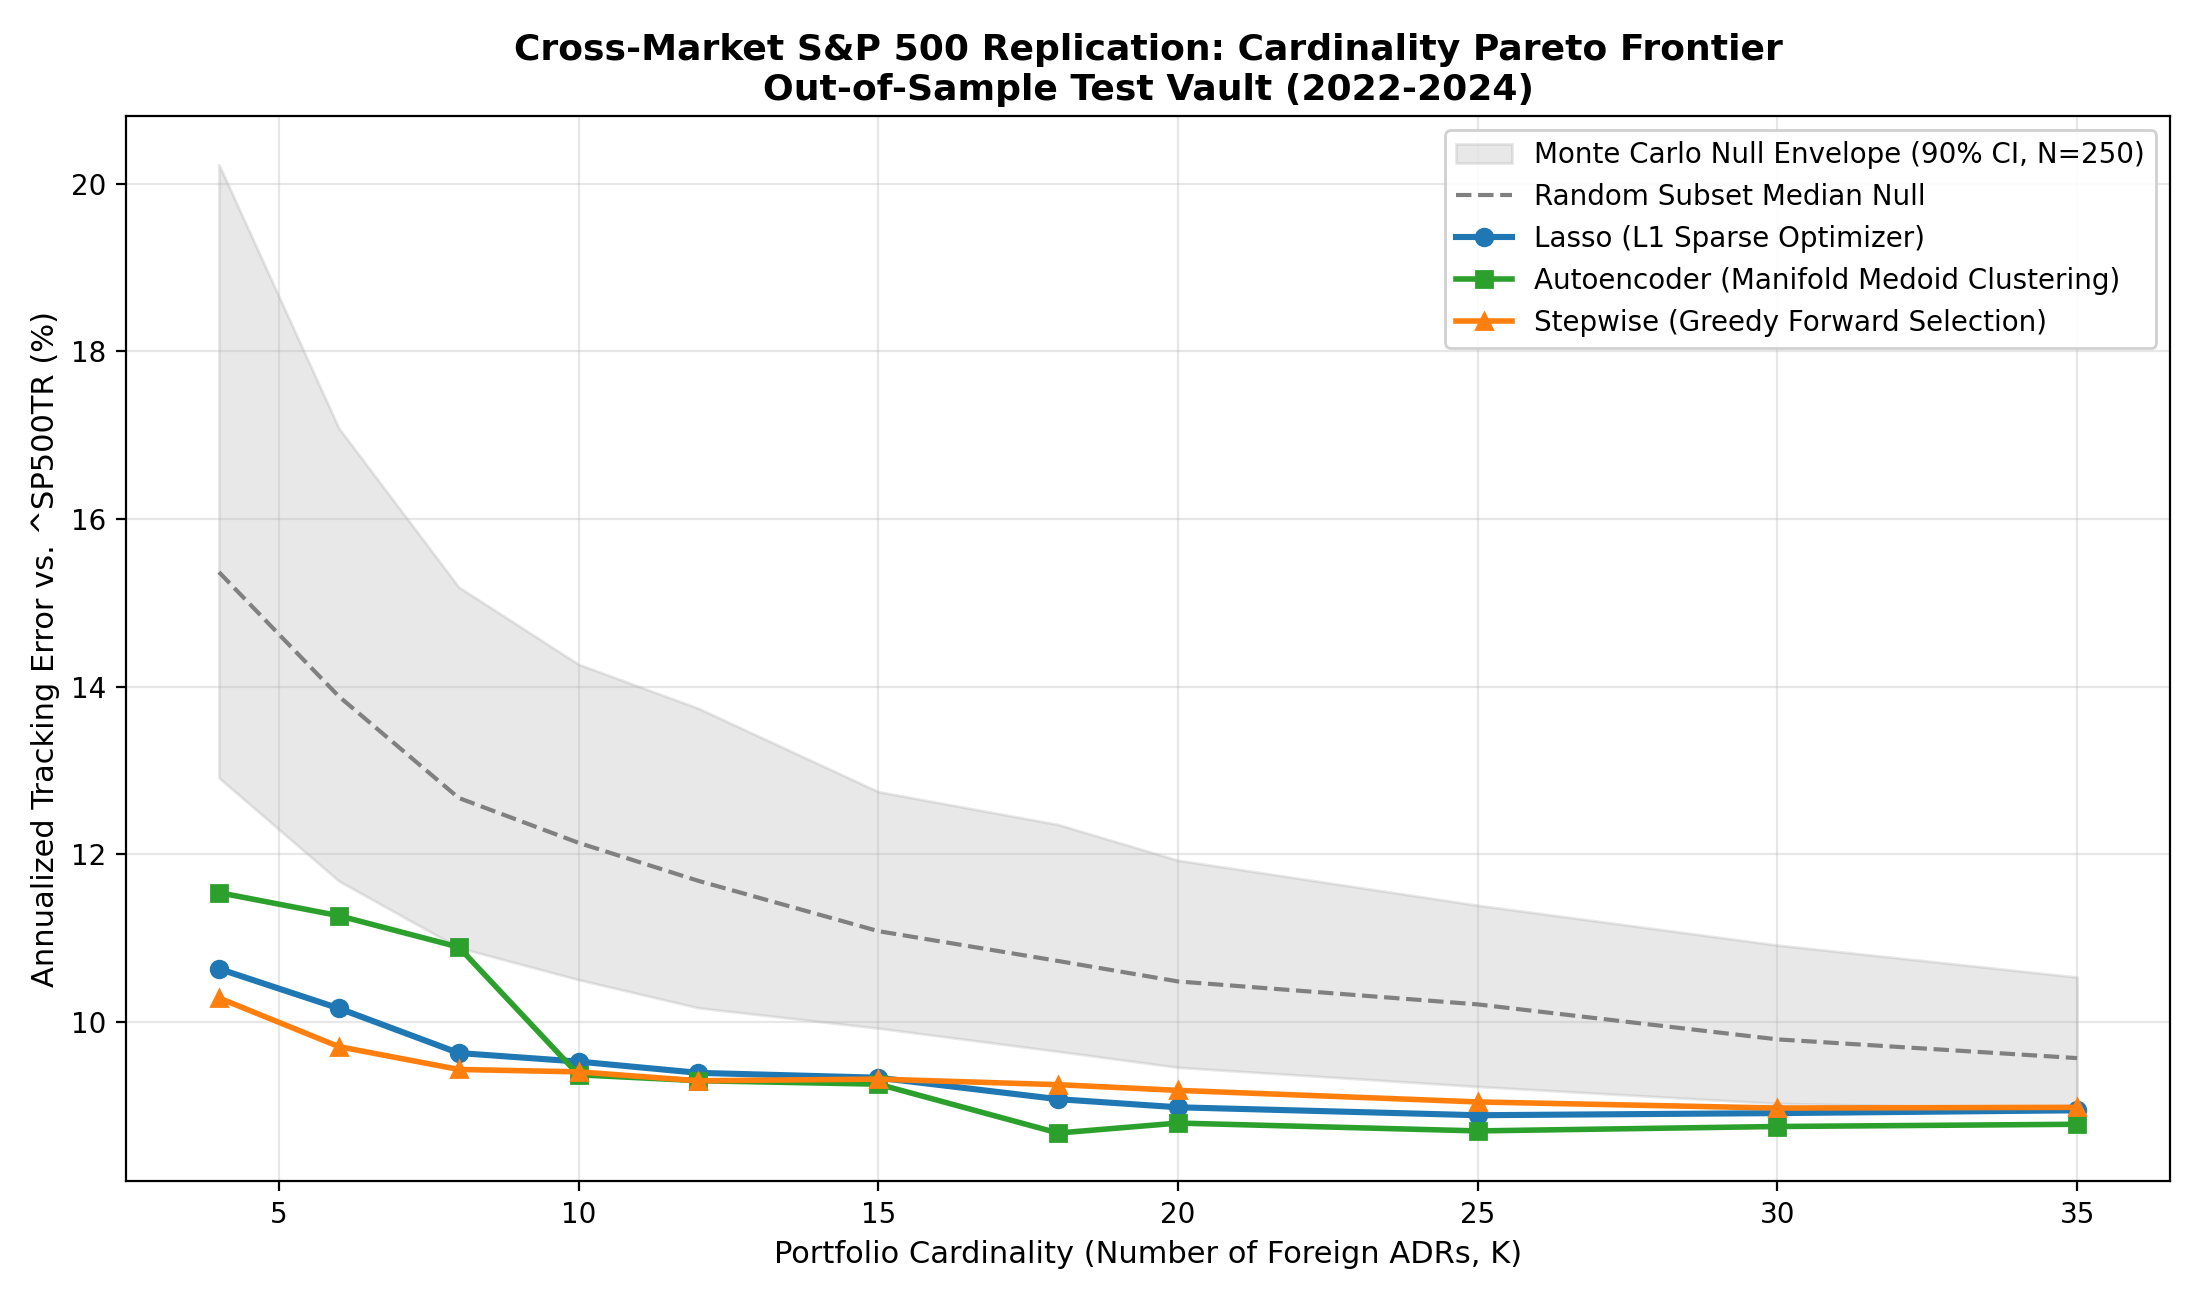 Cross-Market S&P 500 Replication: Cardinality Pareto Frontier
Out-of-Sample Test Vault (2022-2024)
Monte Carlo Null Envelope (90% CI, N=250)
Random Subset Median Null
Lasso (L1 Sparse Optimizer)
Autoencoder (Manifold Medoid Clustering)
Stepwise (Greedy Forward Selection)
Annualized Tracking Error vs. ^SP500TR (%)
20
18
16
14
12
10
5
10
15
20
25
30
35
Portfolio Cardinality (Number of Foreign ADRs, K)